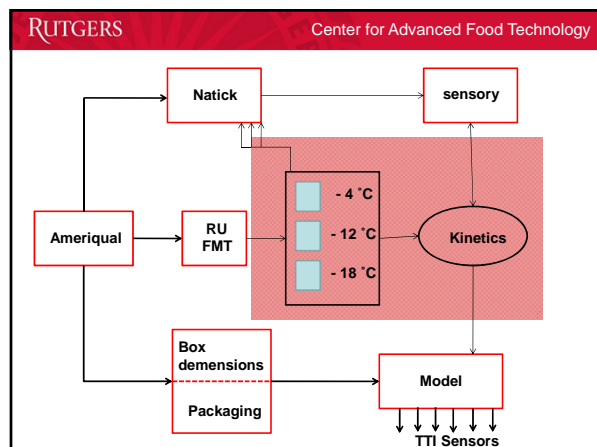 RUTGERS
Center for Advanced Food Technology
Natick
sensory
- 4 ˚C
Ameriqual
RU
FMT
- 12 ˚C
Kinetics
- 18 ˚C
Box
demensions
Packaging
Model
TTI Sensors